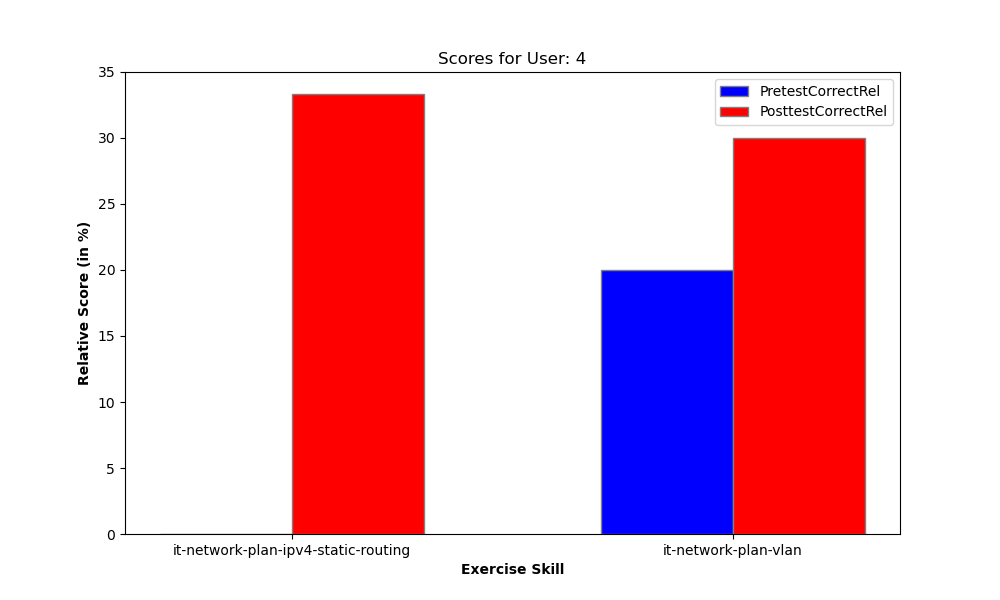 Scores for User: 4
PretestCorrectRel
PosttestCorrectRel
Relative Score (in %)
35
30
25
20
15
10
5
0
it-network-plan-ipv4-static-routing
it-network-plan-vlan
Exercise Skill